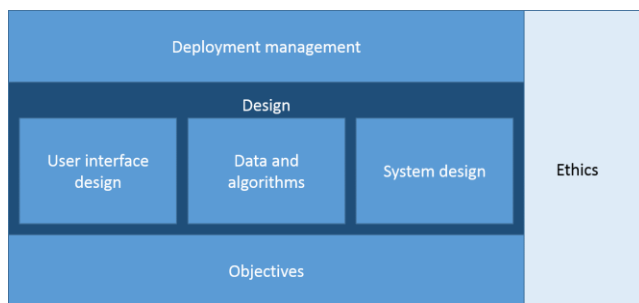 Deployment management
Design
User interface
design
Data and
algorithms
System design
Ethics
Objectives